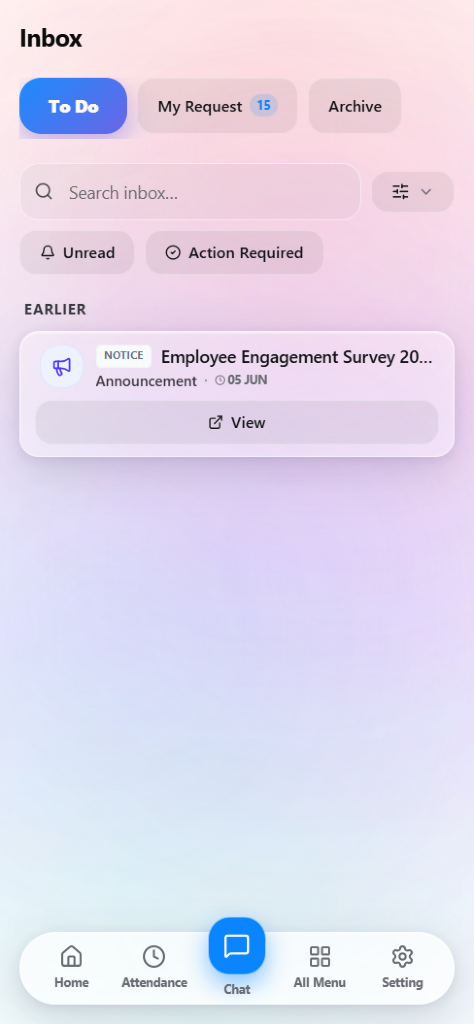 Inbox
To Do
My Request 15
Archive
Search inbox...
Unread
Action Required
EARLIER
NOTICE Employee Engagement Survey 20...
Announcement · 05 JUN
View
Home
Attendance
Chat
All Menu
Setting